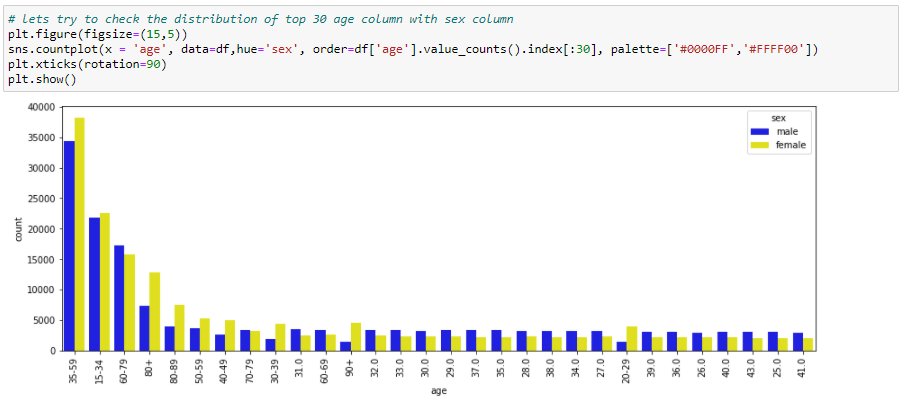 # lets try to check the distribution of top 30 age column with sex column
plt.figure(figsize=(15,5))
sns.countplot(x = 'age', data=df,hue='sex', order=df['age'].value_counts().index[:30], palette=['#0000FF','#FFFF00'])
plt.xticks(rotation=90)
plt.show()
sex
male
female
count
40000
35000
30000
25000
20000
15000
10000
5000
0
35-59 15-34 60-79 80+ 80-89 50-59 40-49 70-79 30-39 31.0 60-69 90+ 32.0 33.0 30.0 29.0 37.0 35.0 28.0 38.0 34.0 27.0 20-29 39.0 36.0 26.0 40.0 43.0 25.0 41.0
age